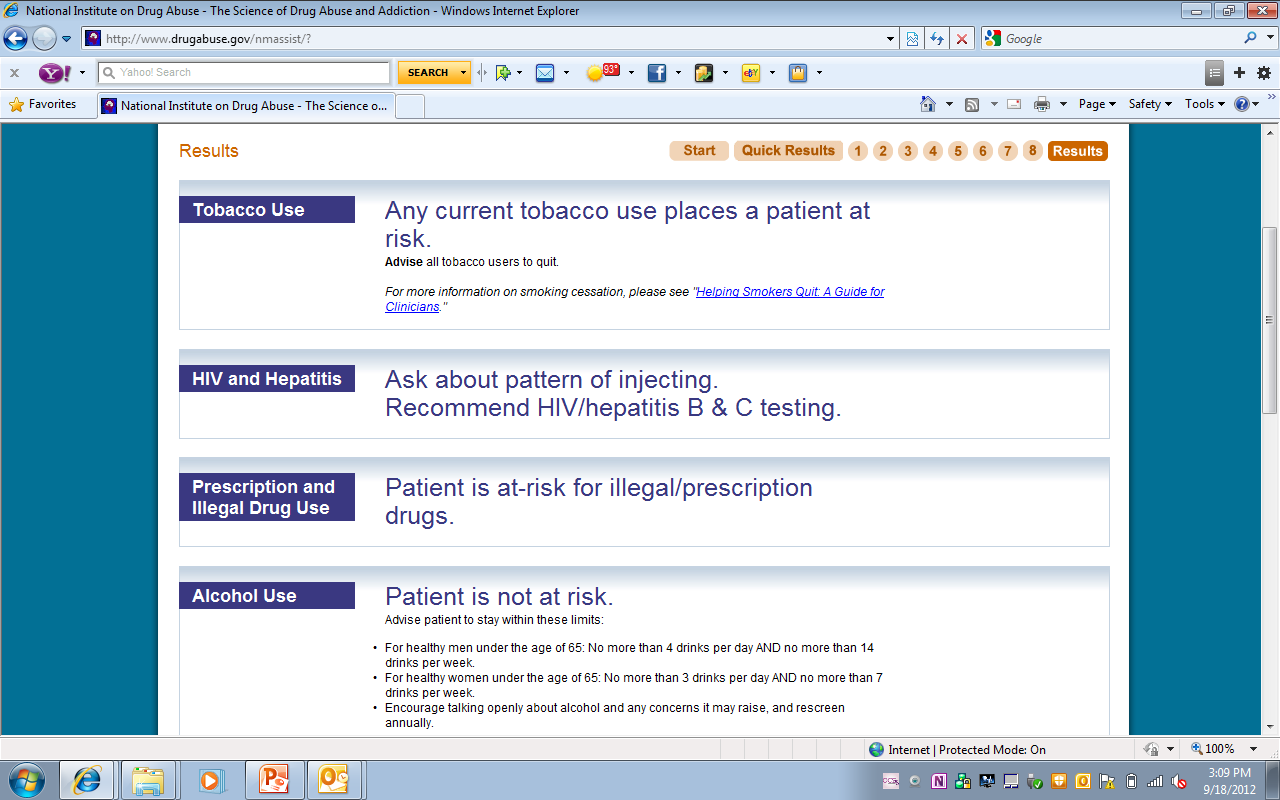 National Institute on Drug Abuse - The Science of Drug Abuse and Addiction - Windows Internet Explorer
http://www.drugabuse.gov/nmassist/?
Google
Yahoo! Search
SEARCH
93°
Favorites
National Institute on Drug Abuse - The Science o...
Page
Safety
Tools
Results
Start
Quick Results
1 2 3 4 5 6 7 8
Results
Tobacco Use
Any current tobacco use places a patient at
risk.
Advise all tobacco users to quit.
For more information on smoking cessation, please see "Helping Smokers Quit: A Guide for
Clinicians."
HIV and Hepatitis
Ask about pattern of injecting.
Recommend HIV/hepatitis B & C testing.
Prescription and
Illegal Drug Use
Patient is at-risk for illegal/prescription
drugs.
Alcohol Use
Patient is not at risk.
Advise patient to stay within these limits:
• For healthy men under the age of 65: No more than 4 drinks per day AND no more than 14
drinks per week.
• For healthy women under the age of 65: No more than 3 drinks per day AND no more than 7
drinks per week.
• Encourage talking openly about alcohol and any concerns it may raise, and rescreen
annually.
Internet | Protected Mode: On
100%
3:09 PM
9/18/2012